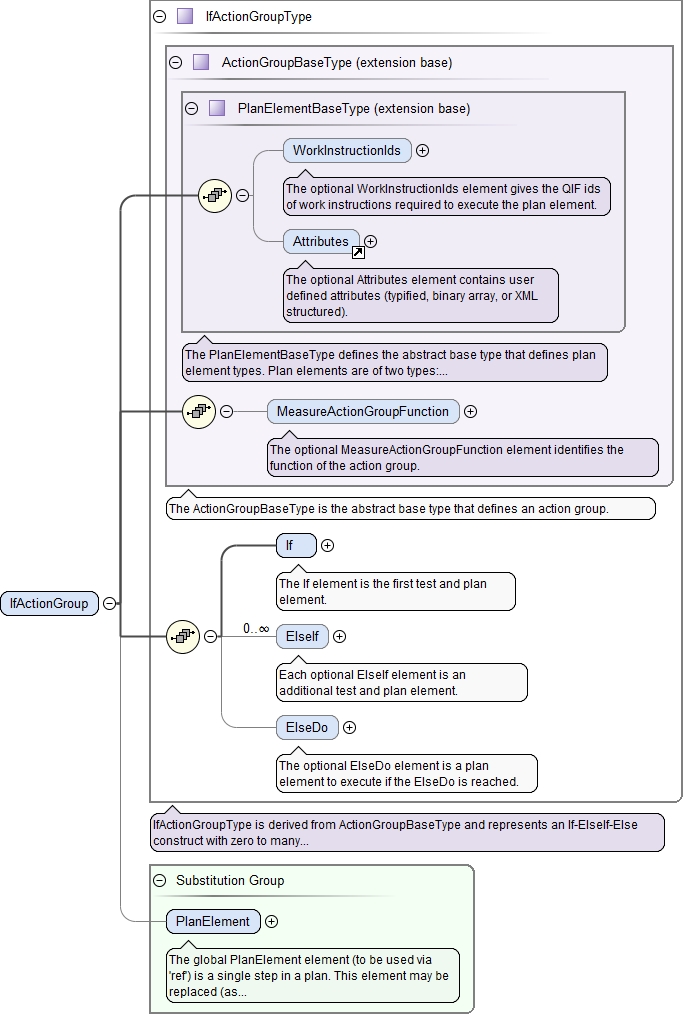 IfActionGroupType
ActionGroupBaseType (extension base)
PlanElementBaseType (extension base)
WorkInstructionIds
The optional WorkInstructionIds element gives the QIF ids
of work instructions required to execute the plan element.
Attributes
The optional Attributes element contains user
defined attributes (typified, binary array, or XML
structured).
The PlanElementBaseType defines the abstract base type that defines plan
element types. Plan elements are of two types:...
MeasureActionGroupFunction
The optional MeasureActionGroupFunction element identifies the
function of the action group.
The ActionGroupBaseType is the abstract base type that defines an action group.
If
The If element is the first test and plan
element.
IfActionGroup
0..∞
ElseIf
Each optional ElseIf element is an
additional test and plan element.
ElseDo
The optional ElseDo element is a plan
element to execute if the ElseDo is reached.
IfActionGroupType is derived from ActionGroupBaseType and represents an If-ElseIf-Else
construct with zero to many...
Substitution Group
PlanElement
The global PlanElement element (to be used via
'ref') is a single step in a plan. This element may be
replaced (as...